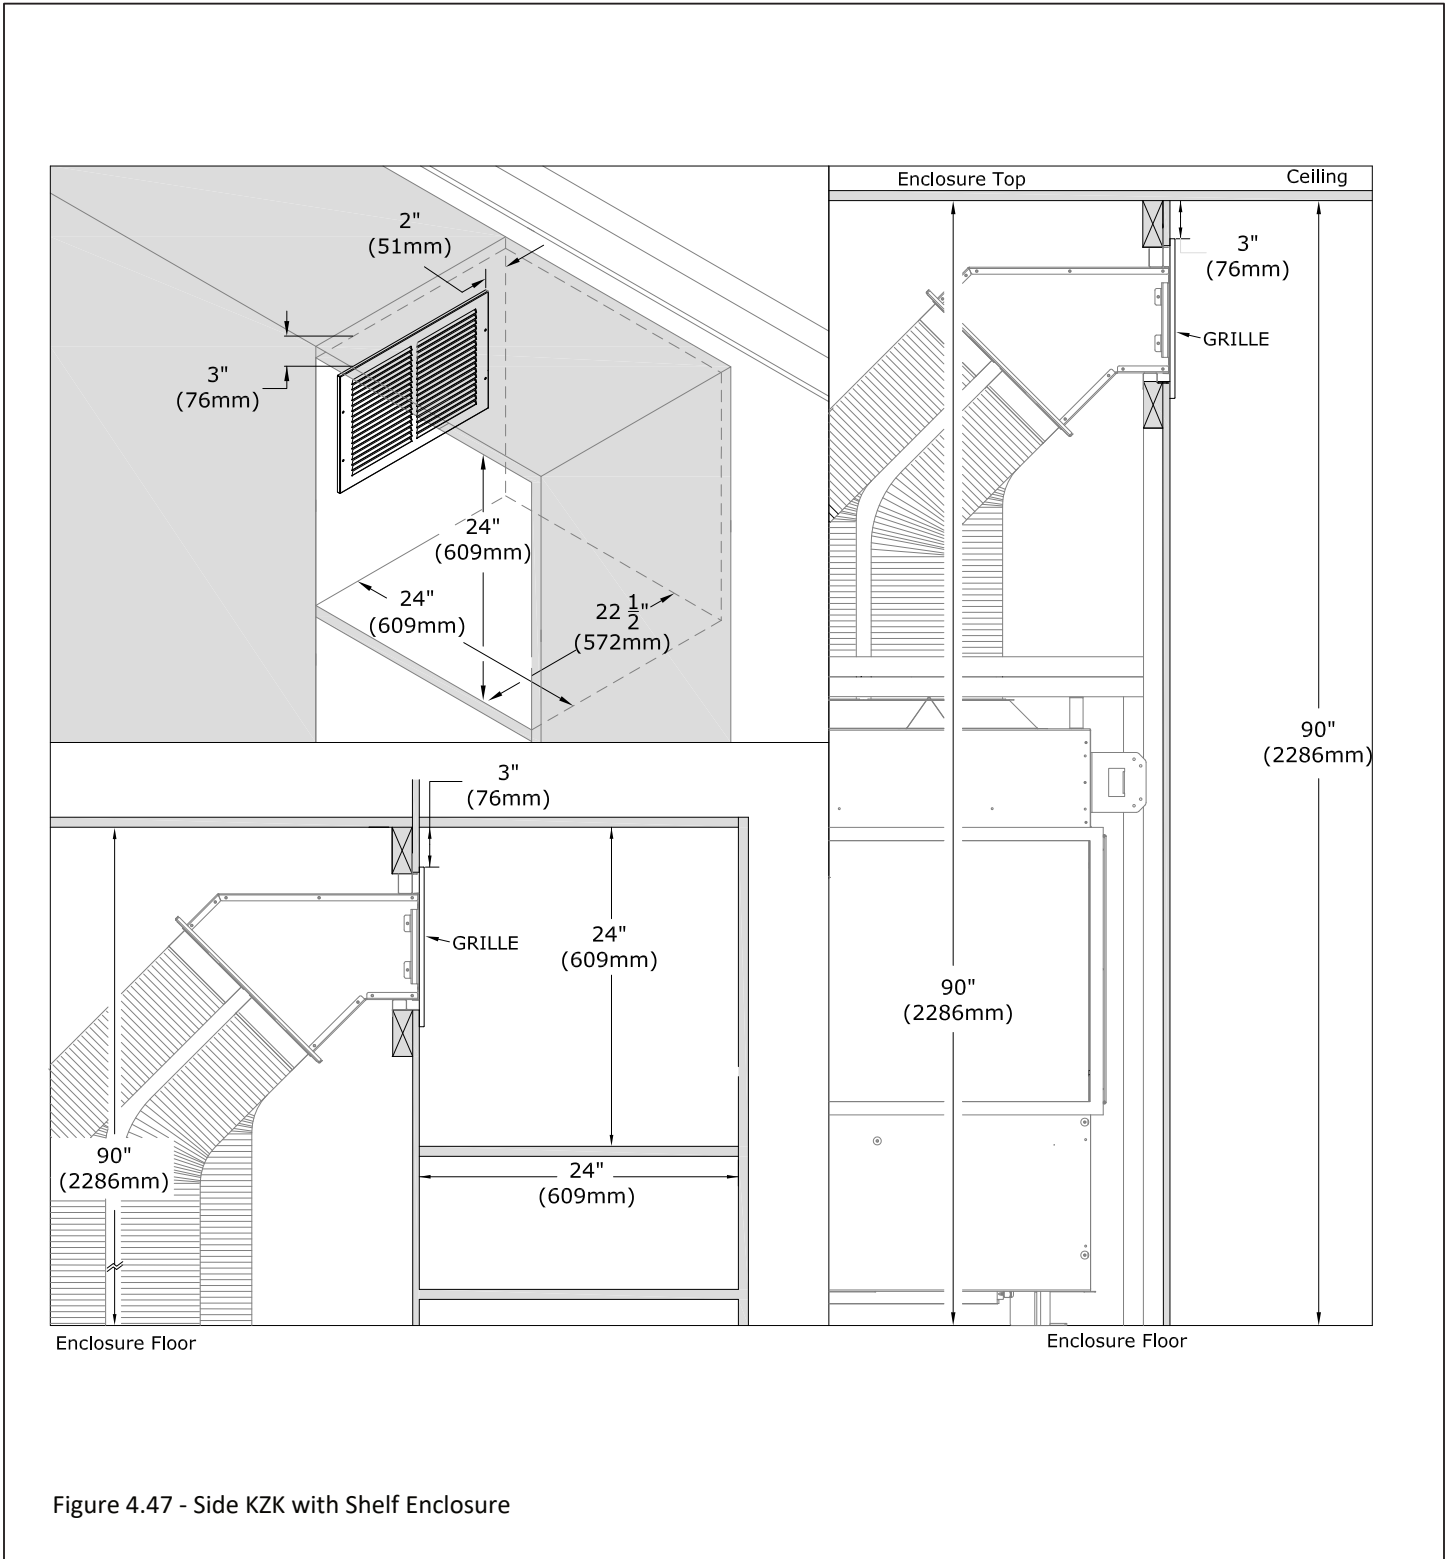 2"
(51mm)
3"
(76mm)
24"
(609mm)
24"
(609mm)
22 1/2"
(572mm)
Enclosure Top
Ceiling
3"
(76mm)
GRILLE
90"
(2286mm)
90"
(2286mm)
Enclosure Floor
3"
(76mm)
GRILLE
24"
(609mm)
90"
(2286mm)
24"
(609mm)
Enclosure Floor
Figure 4.47 - Side KZK with Shelf Enclosure